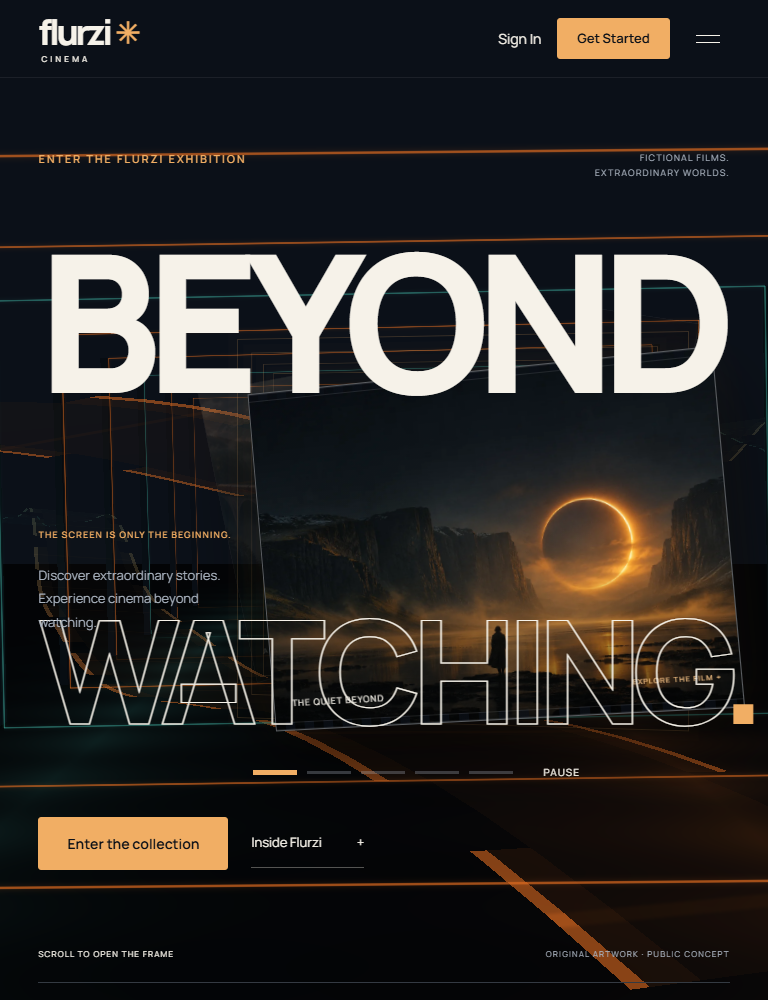 flurzi
CINEMA
Sign In
Get Started
ENTER THE FLURZI EXHIBITION
FICTIONAL FILMS.
EXTRAORDINARY WORLDS.
BEYOND
THE SCREEN IS ONLY THE BEGINNING.
Discover extraordinary stories.
Experience cinema beyond
watching.
WATCHING
EXPLORE THE FILM +
THE QUIET BEYOND
PAUSE
Enter the collection
Inside Flurzi +
SCROLL TO OPEN THE FRAME
ORIGINAL ARTWORK · PUBLIC CONCEPT